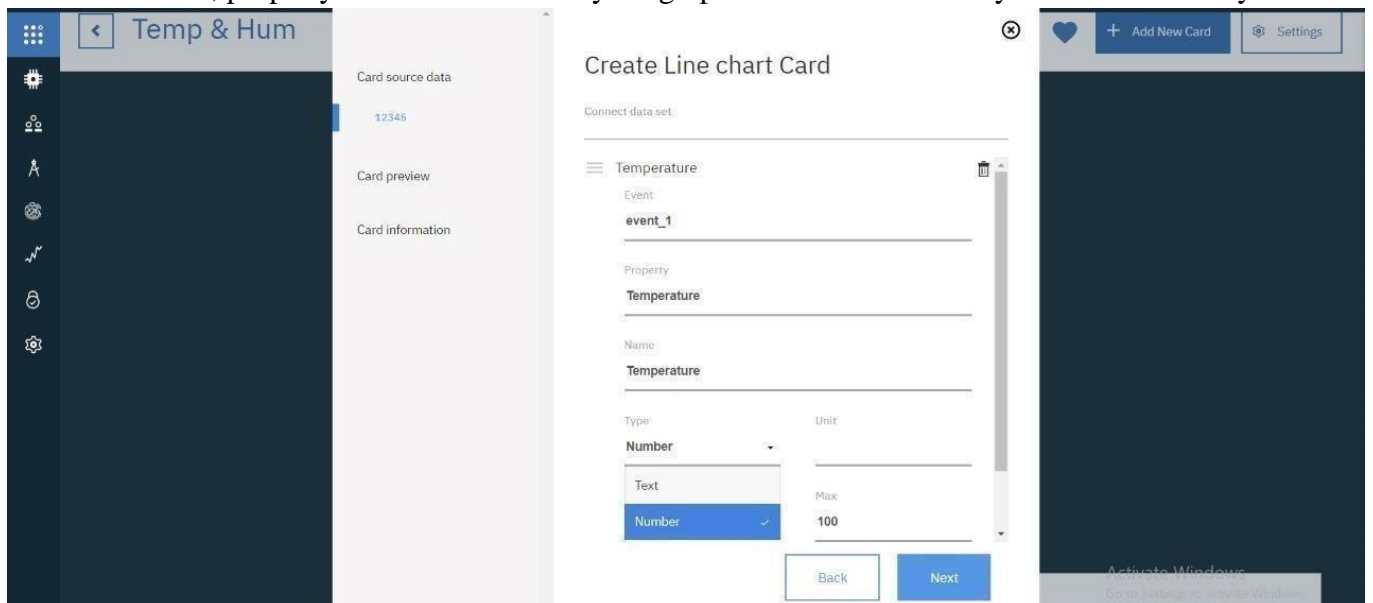 Temp & Hum
+ Add New Card
Settings
Card source data
12345
Card preview
Card information
Create Line chart Card
Connect data set
Temperature
Event
event_1
Property
Temperature
Name
Temperature
Type
Unit
Number
Text
Number
Max
100
Back
Next
Activate Windows
Go to Settings to activate Windows.